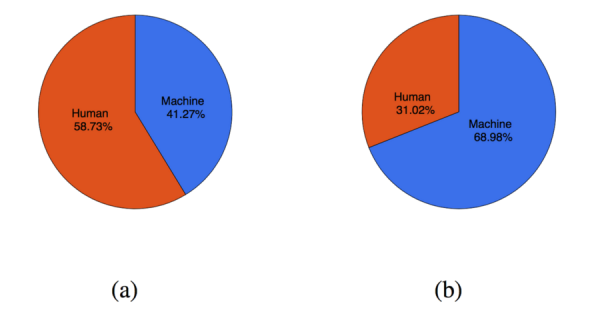 Human
58.73%
Machine
41.27%
Human
31.02%
Machine
68.98%
(a)
(b)